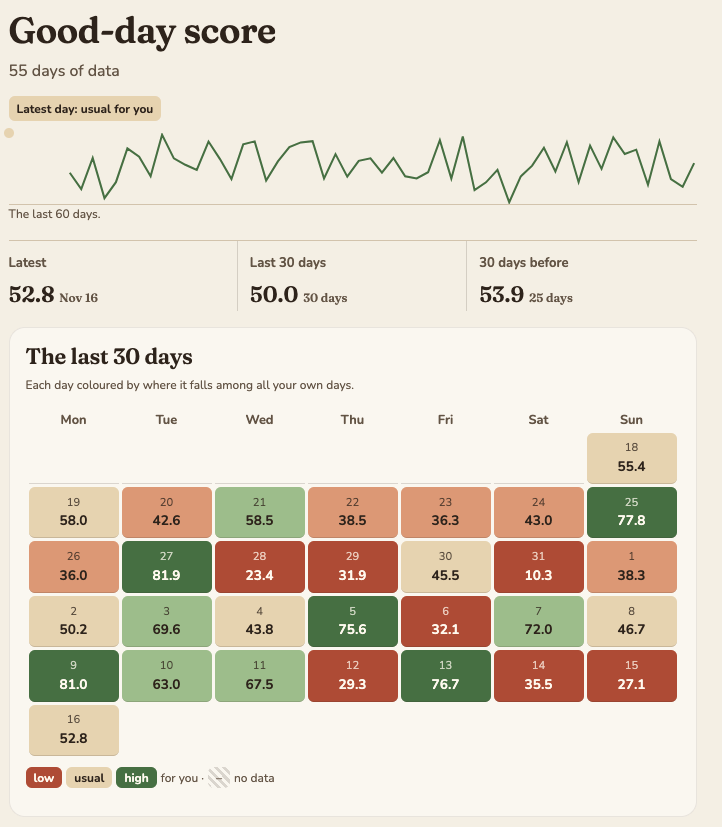 Good-day score
55 days of data
Latest day: usual for you
The last 60 days.
Latest
52.8 Nov 16
Last 30 days
50.0 30 days
30 days before
53.9 25 days
The last 30 days
Each day coloured by where it falls among all your own days.
Mon Tue Wed Thu Fri Sat Sun
18
55.4
19 20 21 22 23 24 25
58.0 42.6 58.5 38.5 36.3 43.0 77.8
26 27 28 29 30 31 1
36.0 81.9 23.4 31.9 45.5 10.3 38.3
2 3 4 5 6 7 8
50.2 69.6 43.8 75.6 32.1 72.0 46.7
9 10 11 12 13 14 15
81.0 63.0 67.5 29.3 76.7 35.5 27.1
16
52.8
low usual high for you · – no data